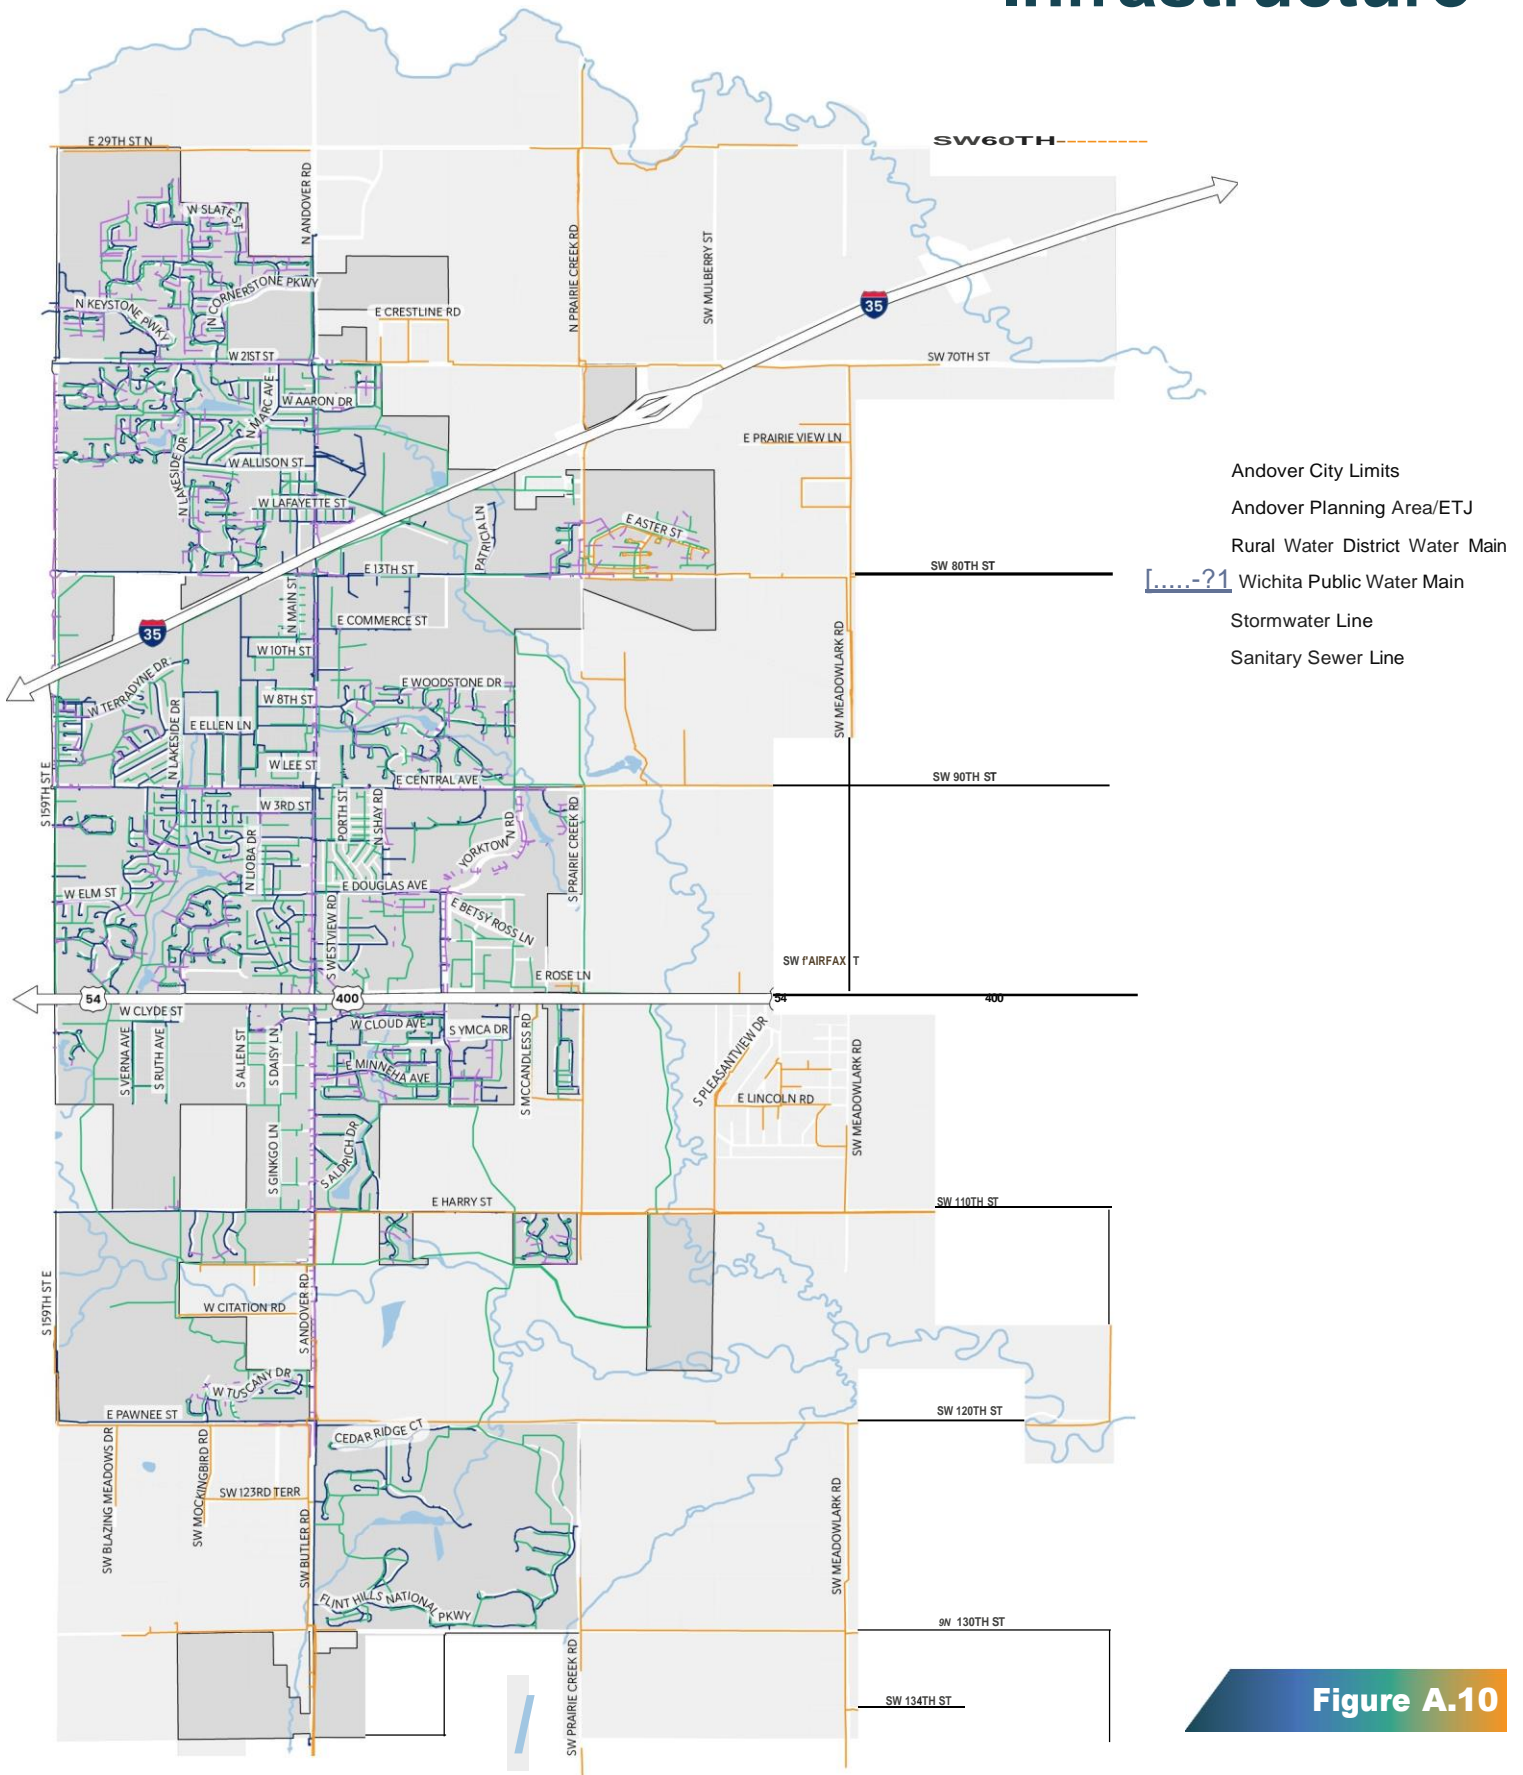 Infrastructure
E 29TH ST N
SW60TH
N ANDOVER RD
W SLATE ST
N PRAIRIE CREEK RD
SW MULBERRY ST
N CORNERSTONE PKWY
N KEYSTONE PWKY
E CRESTLINE RD
35
W 21ST ST
SW 70TH ST
N MARC AVE
W AARON DR
E PRAIRIE VIEW LN
N LAKESIDE DR
W ALLISON ST
W LAFAYETTE ST
PATRICIA LN
E ASTER ST
E 13TH ST
SW 80TH ST
Andover City Limits
Andover Planning Area/ETJ
Rural Water District Water Main
[.....-?1 Wichita Public Water Main
Stormwater Line
Sanitary Sewer Line
N MAIN ST
35
E COMMERCE ST
W 10TH ST
SW MEADOWLARK RD
W TERRADYNE DR
E WOODSTONE DR
W 8TH ST
N LAKESIDE DR
E ELLEN LN
W LEE ST
E CENTRAL AVE
SW 90TH ST
S 159TH ST E
W 3RD ST
PORTH ST
N SHAY RD
N LIOBA DR
YORKTOWN RD
S PRAIRIE CREEK RD
E DOUGLAS AVE
W ELM ST
E BETSY ROSS LN
S WESTVIEW RD
SW f'AIRFAX T
E ROSE LN
54
400
54
400
W CLYDE ST
W CLOUD AVE
S YMCA DR
S VERNA AVE
S RUTH AVE
S ALLEN ST
S DAISY LN
E MINNEHA AVE
S MCCANDLESS RD
S PLEASANTVIEW DR
SW MEADOWLARK RD
E LINCOLN RD
S GINKGO LN
S ALDRICH DR
E HARRY ST
SW 110TH ST
S 159TH ST E
W CITATION RD
S ANDOVER RD
W TUSCANY DR
E PAWNEE ST
SW 120TH ST
CEDAR RIDGE CT
SW BLAZING MEADOWS DR
SW MOCKINGBIRD RD
SW 123RD TERR
SW BUTLER RD
SW MEADOWLARK RD
FLINT HILLS NATIONAL PKWY
9N 130TH ST
SW PRAIRIE CREEK RD
SW 134TH ST
Figure A.10